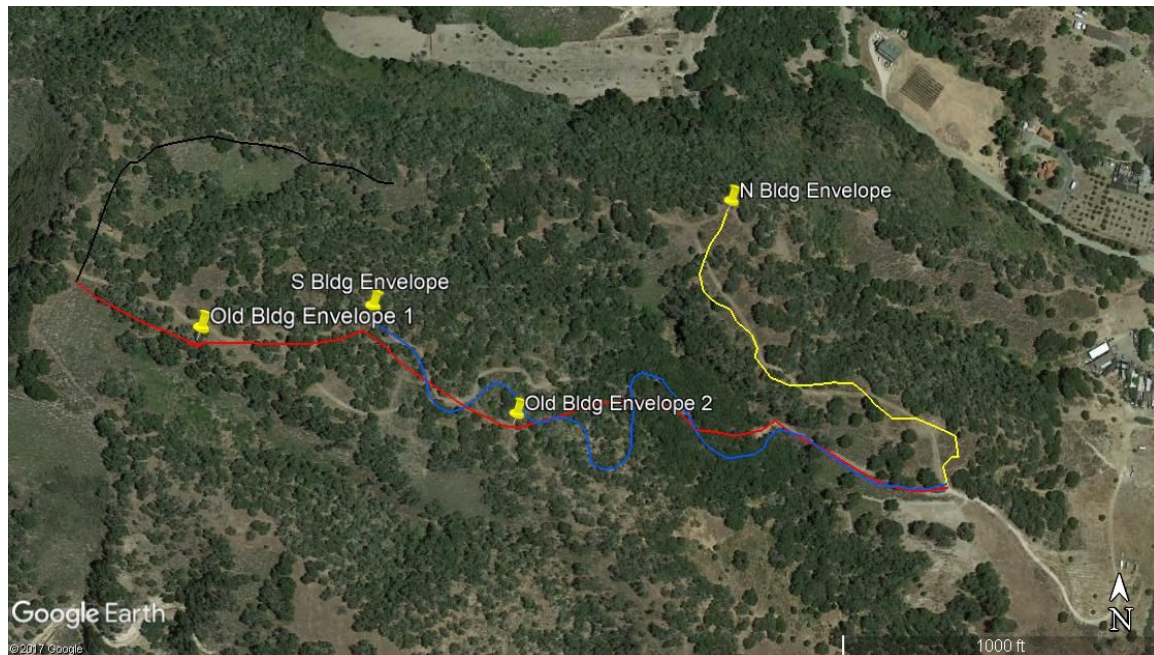 N Bldg Envelope
S Bldg Envelope
Old Bldg Envelope 1
Old Bldg Envelope 2
Google Earth
©2017 Google
N
1000 ft